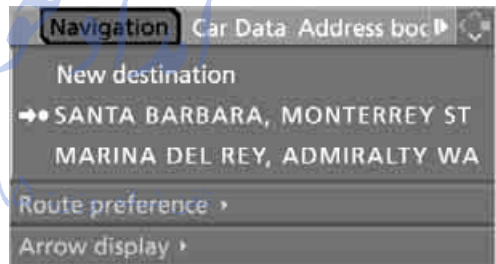 Navigation Car Data Address boc
New destination
SANTA BARBARA, MONTERREY ST
MARINA DEL REY, ADMIRALTY WA
Route preference
Arrow display